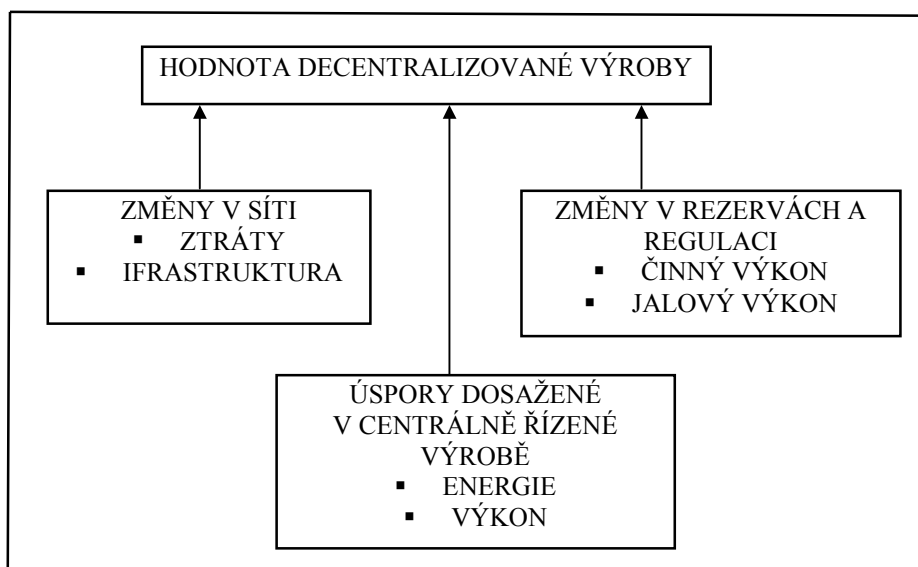 HODNOTA DECENTRALIZOVANÉ VÝROBY
ZMĚNY V SÍTI
▪ ZTRÁTY
▪ IFRASTRUKTURA
ZMĚNY V REZERVÁCH A
REGULACI
▪ ČINNÝ VÝKON
▪ JALOVÝ VÝKON
ÚSPORY DOSAŽENÉ
V CENTRÁLNĚ ŘÍZENÉ
VÝROBĚ
▪ ENERGIE
▪ VÝKON